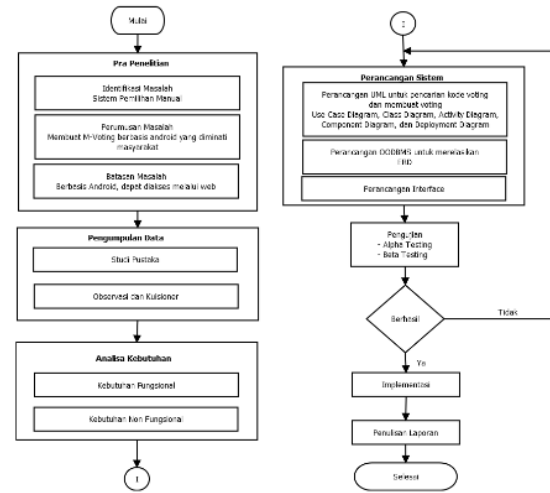 Mulai
Pra Penelitian
Identifikasi Masalah
Sistem Pemilihan Manual
Perumusan Masalah
Membuat M-Voting berbasis android yang diminati
masyarakat
Batasan Masalah
Berbasis Android, dapat diakses melalui web
Pengumpulan Data
Studi Pustaka
Observasi dan Kuisioner
Analisa Kebutuhan
Kebutuhan Fungsional
Kebutuhan Non Fungsional
1
1
Perancangan Sistem
Perancangan UML untuk pencarian kode voting
dan membuat voting
Use Case Diagram, Class Diagram, Activity Diagram,
Component Diagram, dan Deployment Diagram
Perancangan OODBMS untuk merelasikan
ERD
Perancangan Interface
Pengujian
- Alpha Testing
- Beta Testing
Berhasil
Tidak
Ya
Implementasi
Penulisan Laporan
Selesai